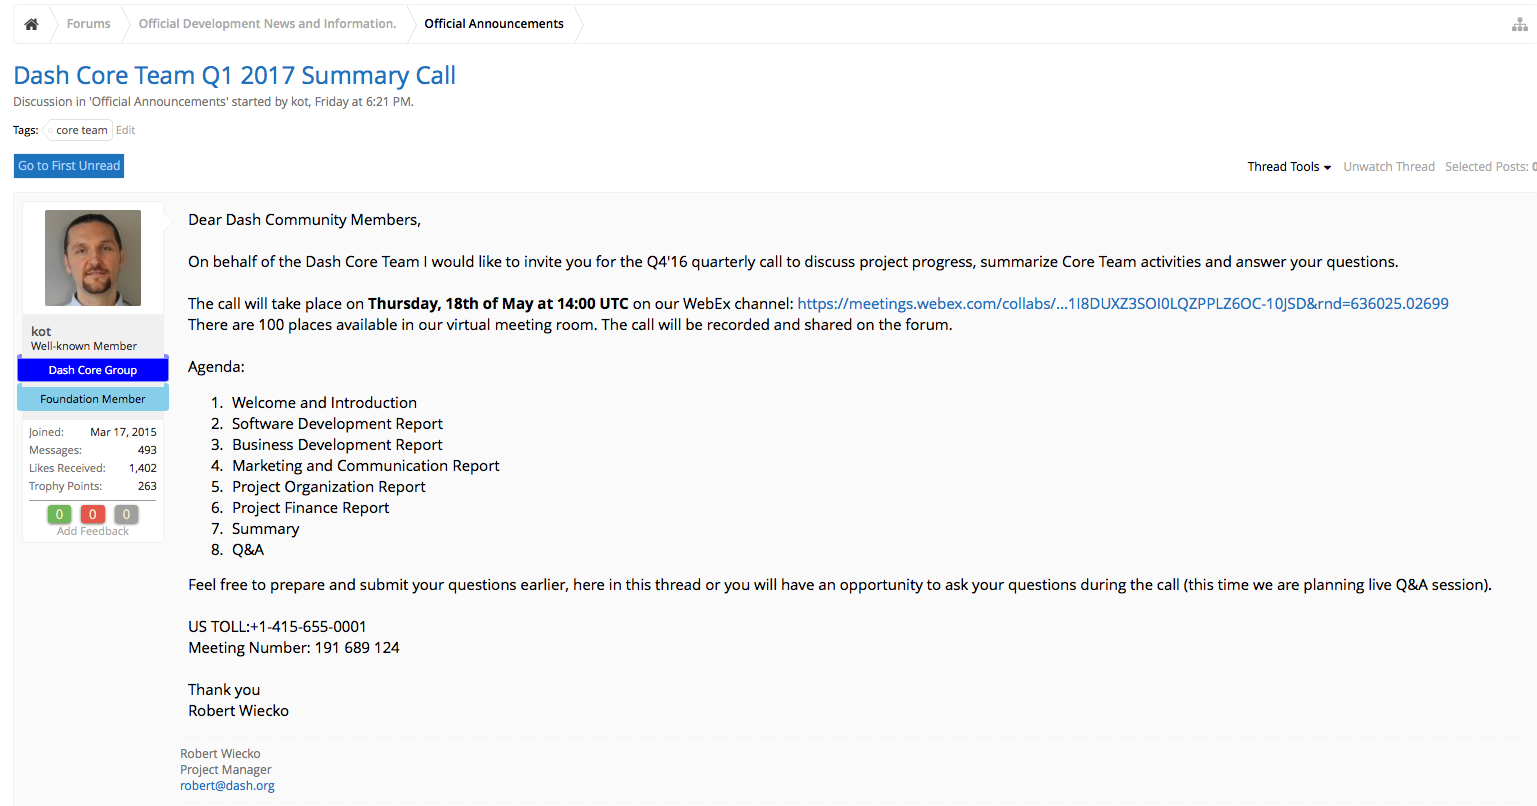 Forums
Official Development News and Information.
Official Announcements
Dash Core Team Q1 2017 Summary Call
Discussion in 'Official Announcements' started by kot, Friday at 6:21 PM.
Tags: core team Edit
Go to First Unread
Thread Tools Unwatch Thread Selected Posts: 0
kot
Well-known Member
Dash Core Group
Foundation Member
Joined: Mar 17, 2015
Messages: 493
Likes Received: 1,402
Trophy Points: 263
0 0 0
Add Feedback
Dear Dash Community Members,
On behalf of the Dash Core Team I would like to invite you for the Q4'16 quarterly call to discuss project progress, summarize Core Team activities and answer your questions.
The call will take place on Thursday, 18th of May at 14:00 UTC on our WebEx channel: https://meetings.webex.com/collabs/...1I8DUXZ3SOI0LQZPPLZ6OC-10JSD&rnd=636025.02699
There are 100 places available in our virtual meeting room. The call will be recorded and shared on the forum.
Agenda:
1. Welcome and Introduction
2. Software Development Report
3. Business Development Report
4. Marketing and Communication Report
5. Project Organization Report
6. Project Finance Report
7. Summary
8. Q&A
Feel free to prepare and submit your questions earlier, here in this thread or you will have an opportunity to ask your questions during the call (this time we are planning live Q&A session).
US TOLL:+1-415-655-0001
Meeting Number: 191 689 124
Thank you
Robert Wiecko
Robert Wiecko
Project Manager
robert@dash.org